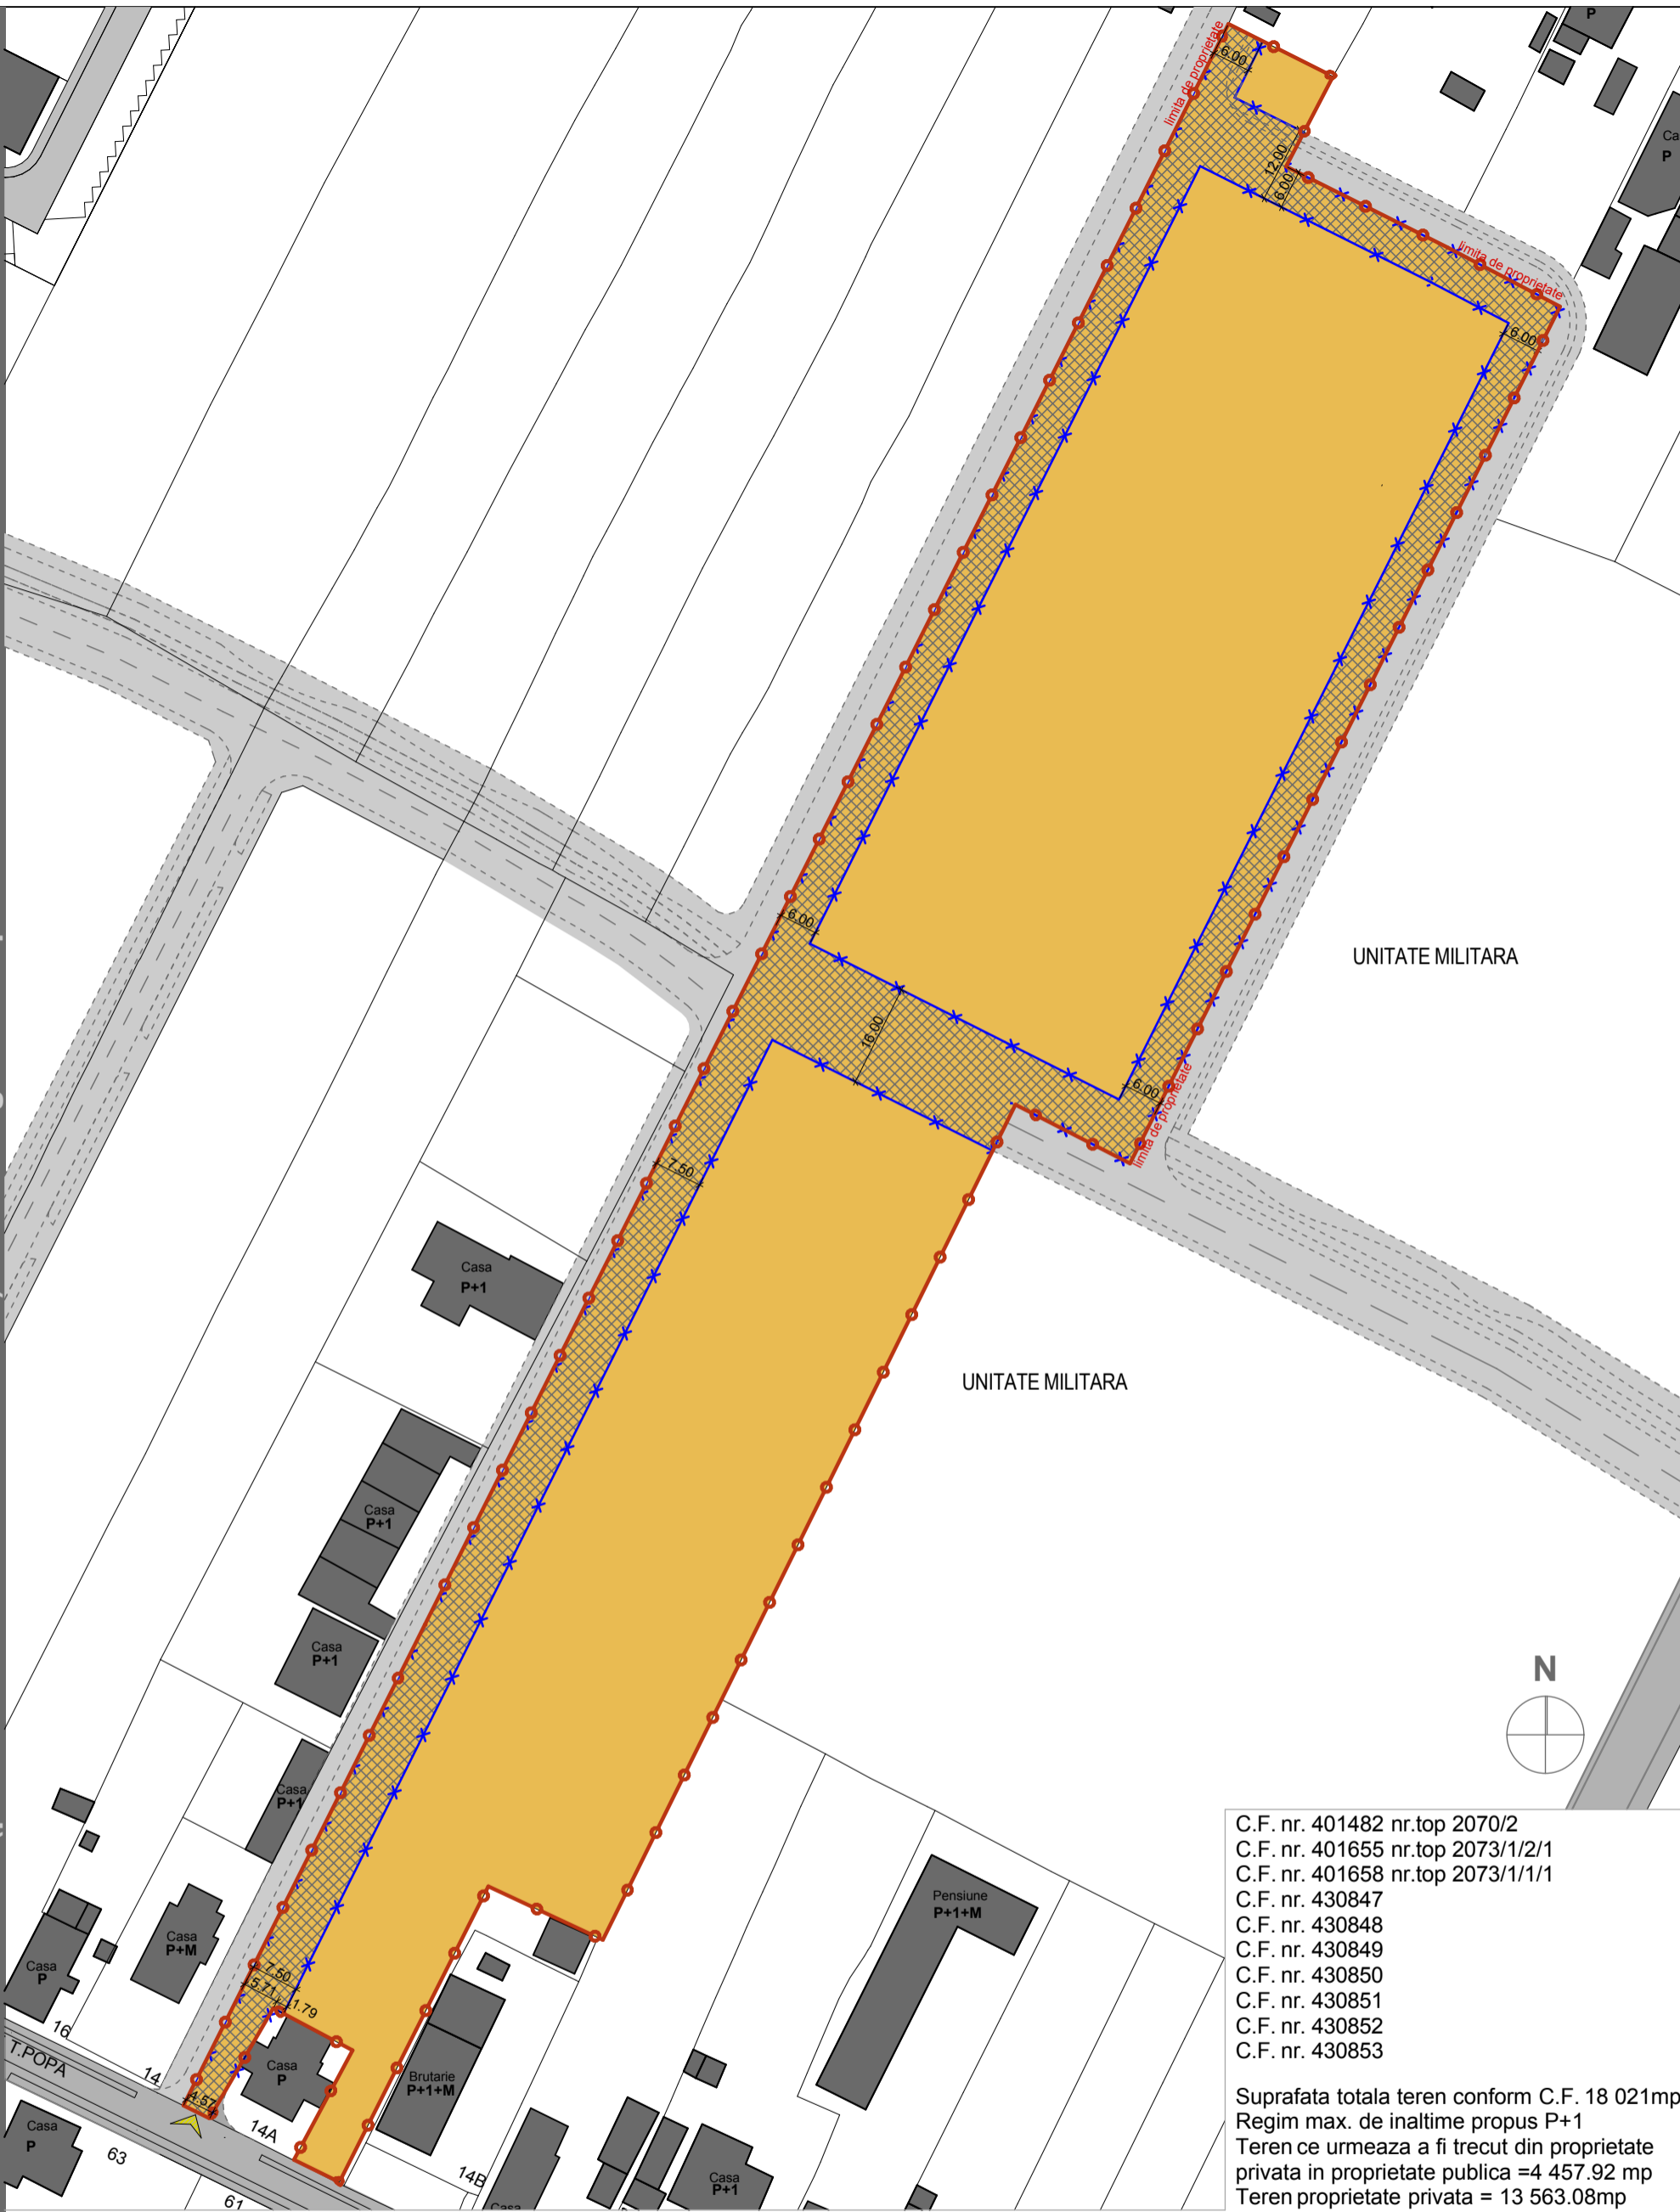 P
limita de proprietate
6.00
12.00
6.00
Ca
P
limita de proprietate
6.00
6.00
UNITATE MILITARA
16.00
6.00
limita de proprietate
7.50
Casa
P+1
UNITATE MILITARA
Casa
P+1
Casa
P+1
N
Casa
P+1
Casa
P+M
Casa
P
Pensiune
P+1+M
7.50
5.71
1.79
16
T.POPA
14
Casa
P
Brutarie
P+1+M
4.57
14A
Casa
P
63
61
14B
Casa
Casa
P+1
C.F. nr. 401482 nr.top 2070/2
C.F. nr. 401655 nr.top 2073/1/2/1
C.F. nr. 401658 nr.top 2073/1/1/1
C.F. nr. 430847
C.F. nr. 430848
C.F. nr. 430849
C.F. nr. 430850
C.F. nr. 430851
C.F. nr. 430852
C.F. nr. 430853
Suprafata totala teren conform C.F. 18 021mp
Regim max. de inaltime propus P+1
Teren ce urmeaza a fi trecut din proprietate
privata in proprietate publica =4 457.92 mp
Teren proprietate privata = 13 563.08mp